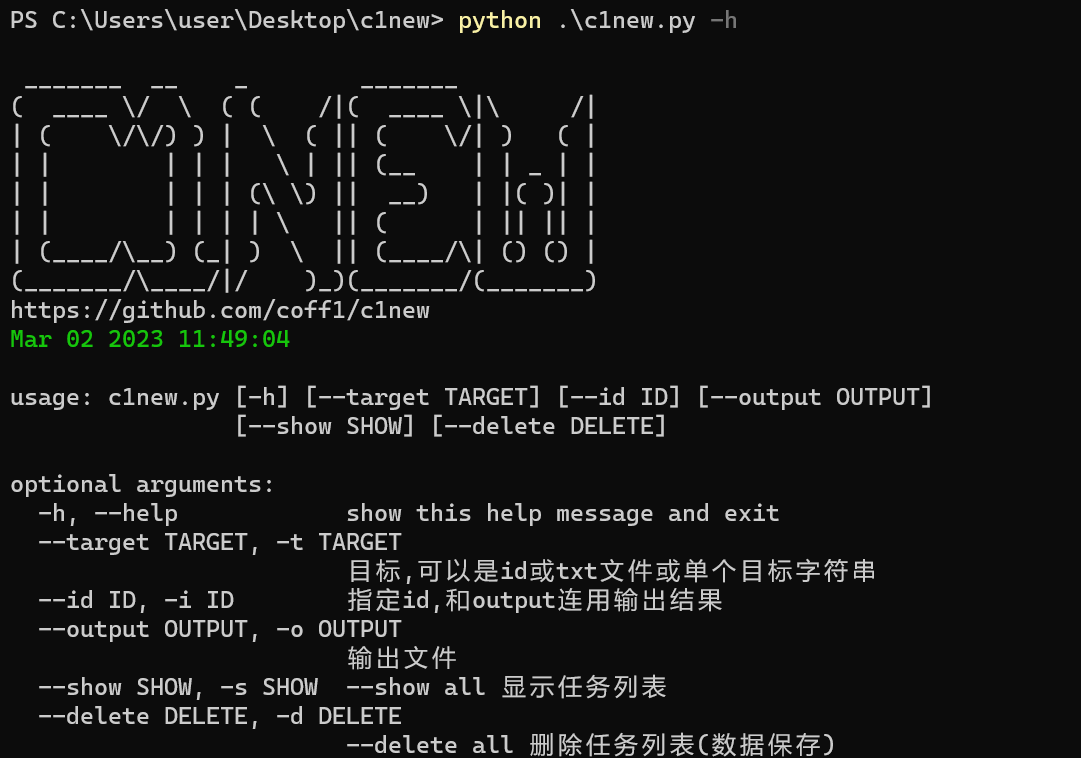 PS C:\Users\user\Desktop\c1new> python .\c1new.py -h
 _______  __    _        _______
(  ____ \/  \  ( (    /|(  ____ \|\     /|
| (    \/\/) ) |  \  ( || (    \/| )   ( |
| |        | | |   \ | || (__    | | _ | |
| |        | | | (\ \) ||  __)   | |( )| |
| |        | | | | \   || (      | || || |
| (____/\__) (_| )  \  || (____/\| () () |
(_______/\____/|/    )_)(_______/(_______)
https://github.com/coff1/c1new
Mar 02 2023 11:49:04
usage: c1new.py [-h] [--target TARGET] [--id ID] [--output OUTPUT]
                [--show SHOW] [--delete DELETE]
optional arguments:
  -h, --help            show this help message and exit
  --target TARGET, -t TARGET
                        目标,可以是id或txt文件或单个目标字符串
  --id ID, -i ID        指定id,和output连用输出结果
  --output OUTPUT, -o OUTPUT
                        输出文件
  --show SHOW, -s SHOW  --show all 显示任务列表
  --delete DELETE, -d DELETE
                        --delete all 删除任务列表(数据保存)